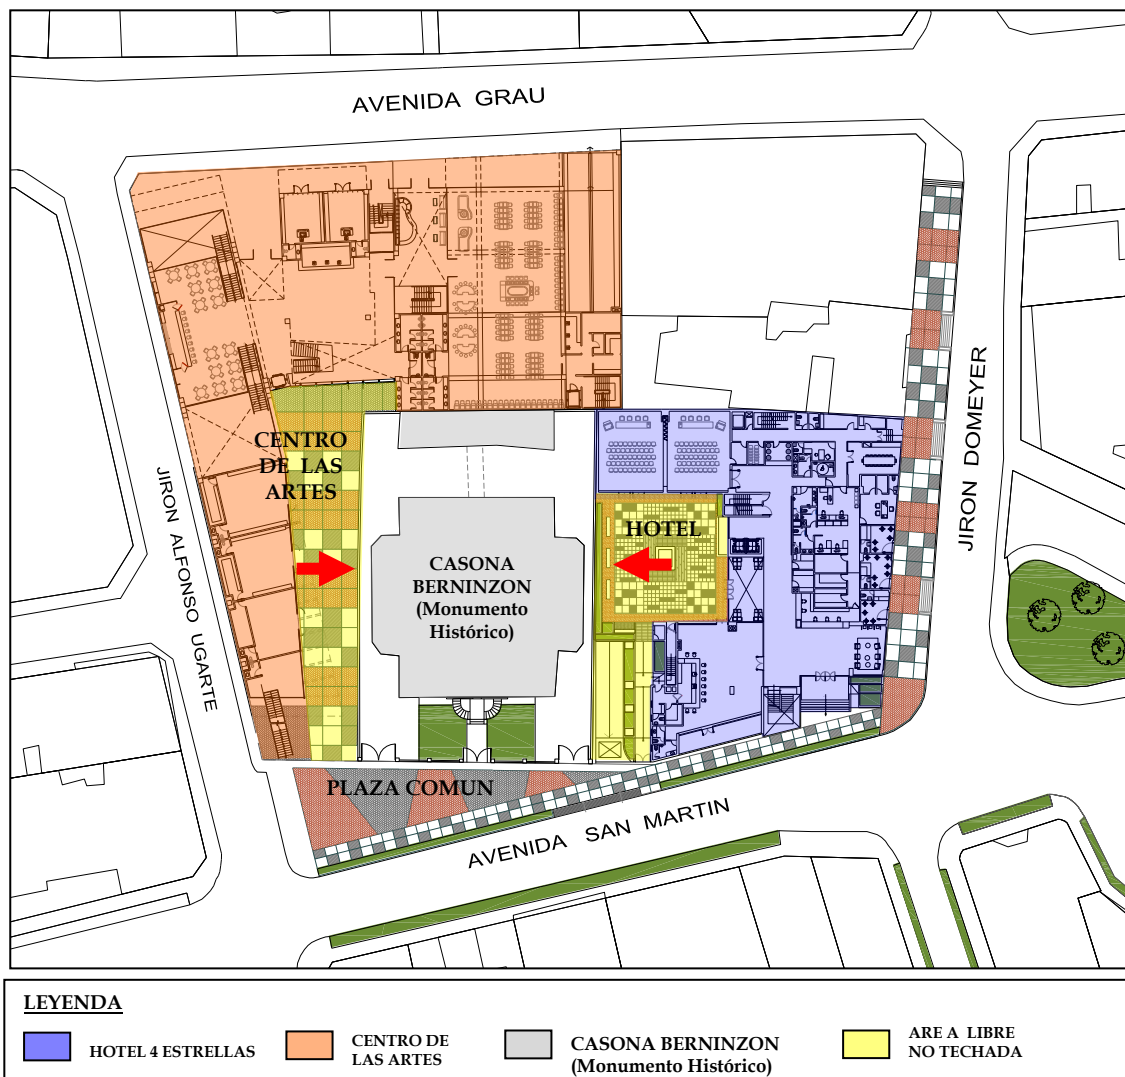 AVENIDA GRAU
CENTRO
DE LAS
ARTES
HOTEL
CASONA
BERNINZON
(Monumento
Histórico)
JIRON DOMEYER
JIRON ALFONSO UGARTE
PLAZA COMUN
AVENIDA SAN MARTIN
LEYENDA
HOTEL 4 ESTRELLAS
CENTRO DE
LAS ARTES
CASONA BERNINZON
(Monumento Histórico)
ARE A LIBRE
NO TECHADA